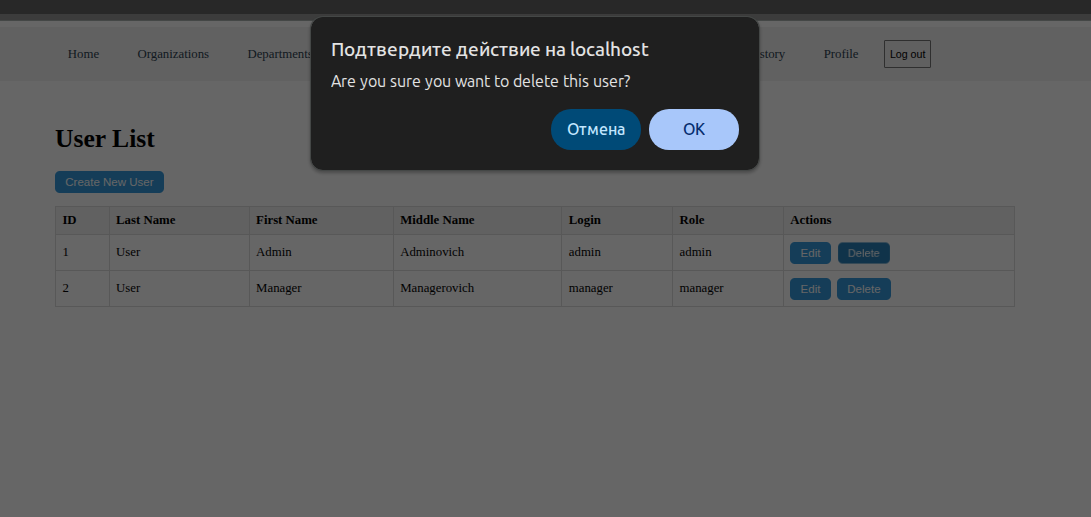 Подтвердите действие на localhost
Are you sure you want to delete this user?
Отмена OK
Home Organizations Departments story Profile Log out
User List
Create New User
ID Last Name First Name Middle Name Login Role Actions
1 User Admin Adminovich admin admin Edit Delete
2 User Manager Managerovich manager manager Edit Delete